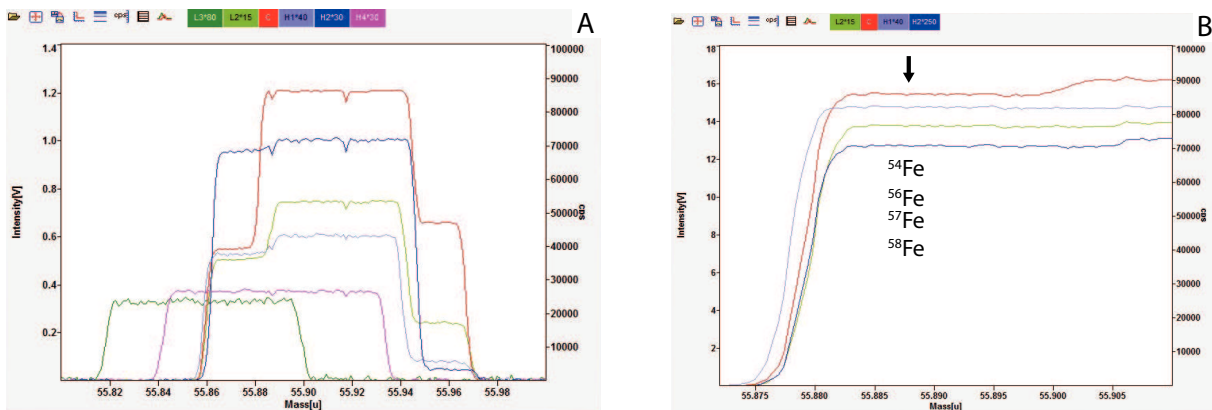 cps L3*80 L2*15 C H1*40 H2*30 H4*30 A
1.4 1.2 1.0 0.8 0.6 0.4 0.2
Intensity[V]
100000 90000 80000 70000 60000 50000 40000 30000 20000 10000
cps
55.82 55.84 55.86 55.88 55.90 55.92 55.94 55.96 55.98
Mass[u]
cps L2*15 C H1*40 H2*250 B
18 16 14 12 10 8 6 4 2
Intensity[V]
⁵⁴Fe
⁵⁶Fe
⁵⁷Fe
⁵⁸Fe
100000 90000 80000 70000 60000 50000 40000 30000 20000 10000
cps
55.875 55.880 55.885 55.890 55.895 55.900 55.905
Mass[u]